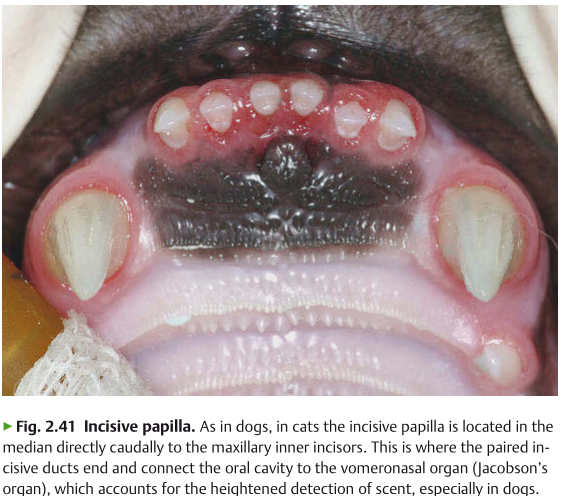 ▶ Fig. 2.41 Incisive papilla. As in dogs, in cats the incisive papilla is located in the
median directly caudally to the maxillary inner incisors. This is where the paired in-
cisive ducts end and connect the oral cavity to the vomeronasal organ (Jacobson's
organ), which accounts for the heightened detection of scent, especially in dogs.